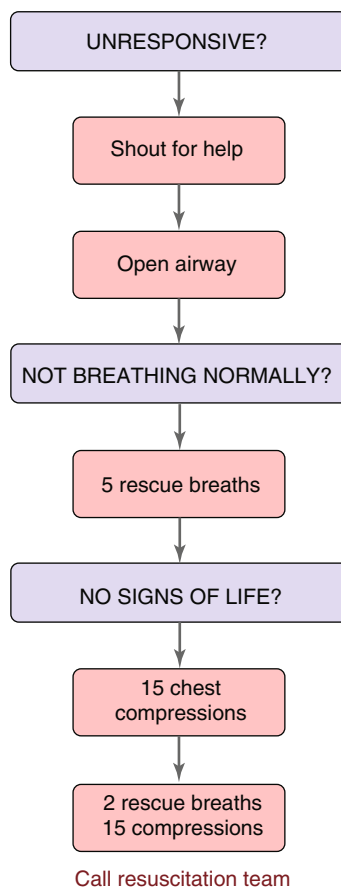 UNRESPONSIVE?
Shout for help
Open airway
NOT BREATHING NORMALLY?
5 rescue breaths
NO SIGNS OF LIFE?
15 chest
compressions
2 rescue breaths
15 compressions
Call resuscitation team